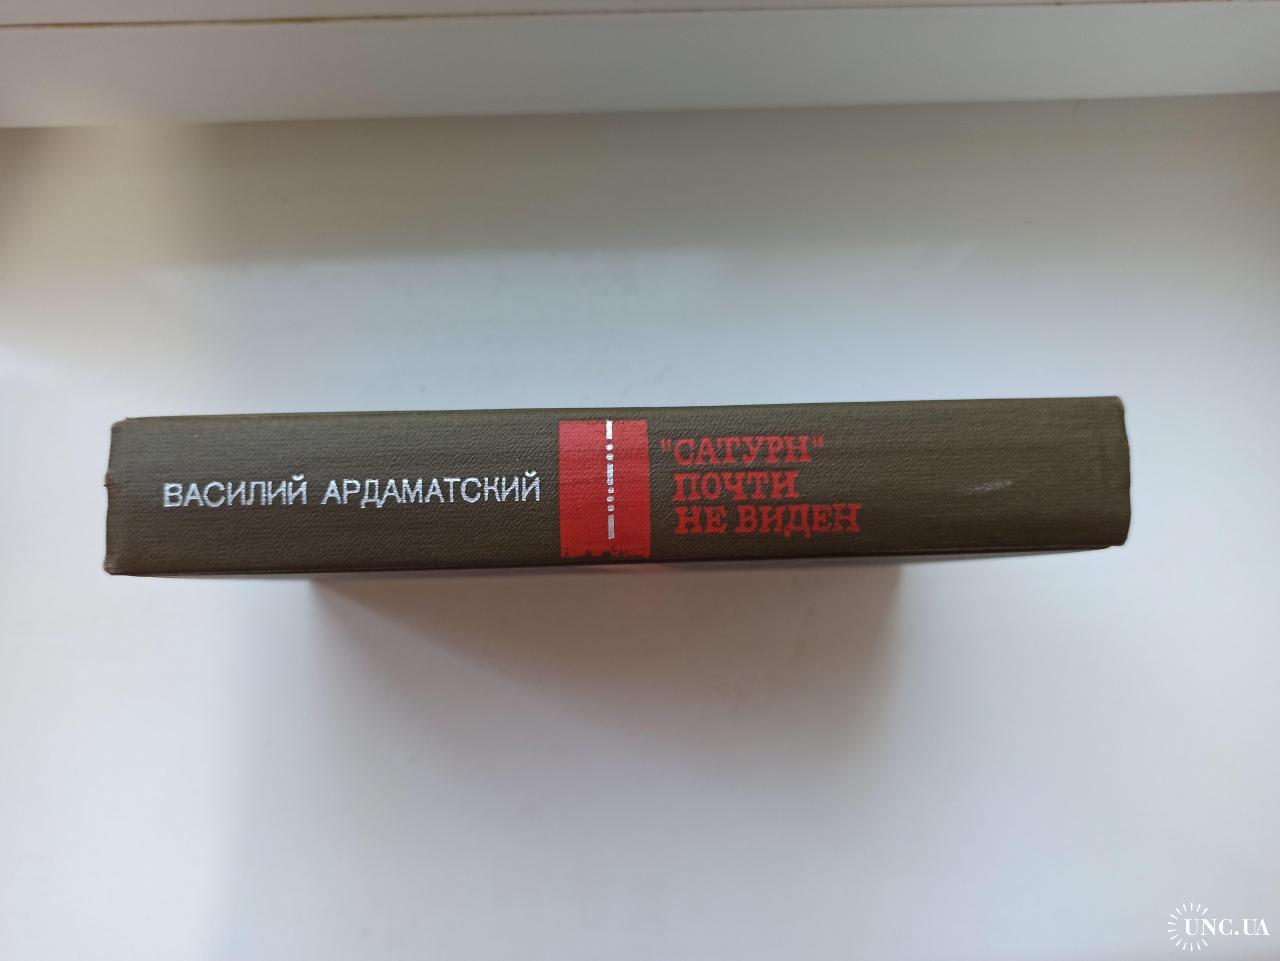 ВАСИЛИЙ АРДАМАТСКИЙ
"САТУРН"
ПОЧТИ
НЕ ВИДЕН
UNC.UA